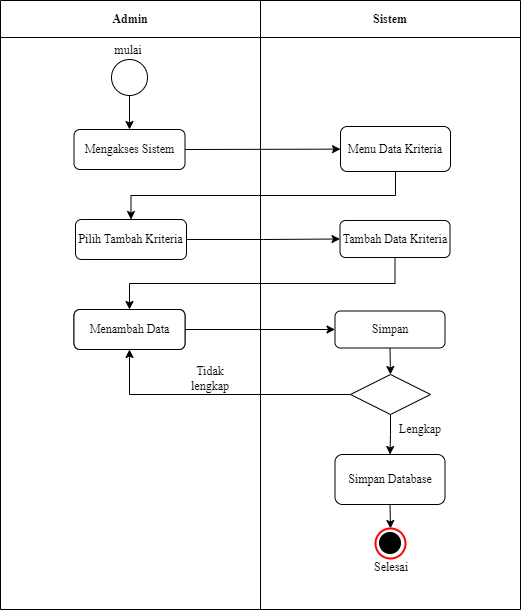 Admin
Sistem
mulai
Mengakses Sistem
Menu Data Kriteria
Pilih Tambah Kriteria
Tambah Data Kriteria
Menambah Data
Simpan
Tidak
lengkap
Lengkap
Simpan Database
Selesai